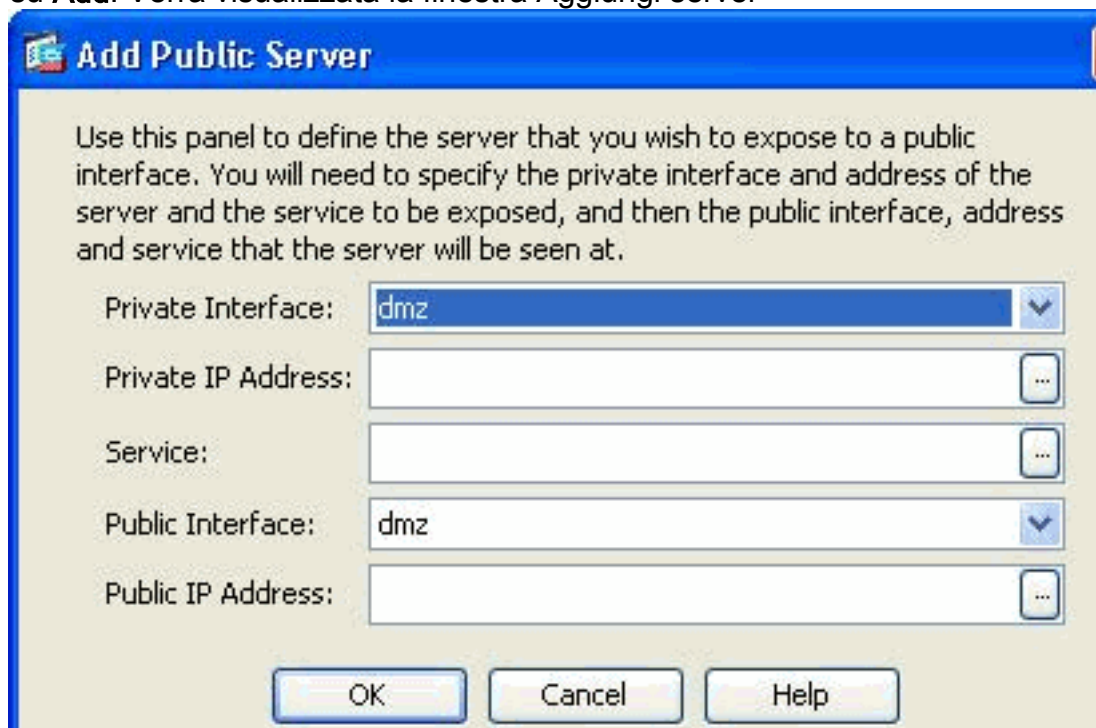 su Add. Verrà visualizzata la finestra Aggiungi server
Add Public Server
Use this panel to define the server that you wish to expose to a public
interface. You will need to specify the private interface and address of the
server and the service to be exposed, and then the public interface, address
and service that the server will be seen at.
Private Interface: dmz
Private IP Address: ...
Service: ...
Public Interface: dmz
Public IP Address: ...
OK Cancel Help